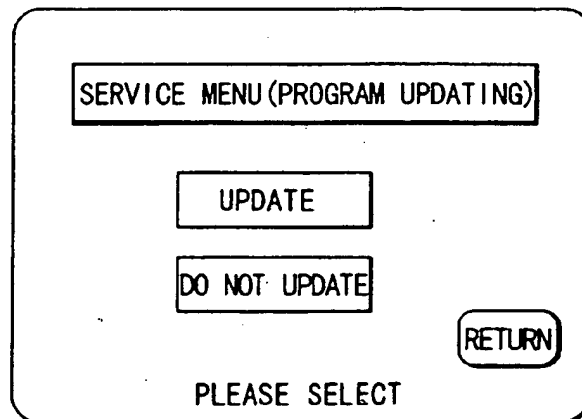 SERVICE MENU(PROGRAM UPDATING)
UPDATE
DO NOT UPDATE
RETURN
PLEASE SELECT